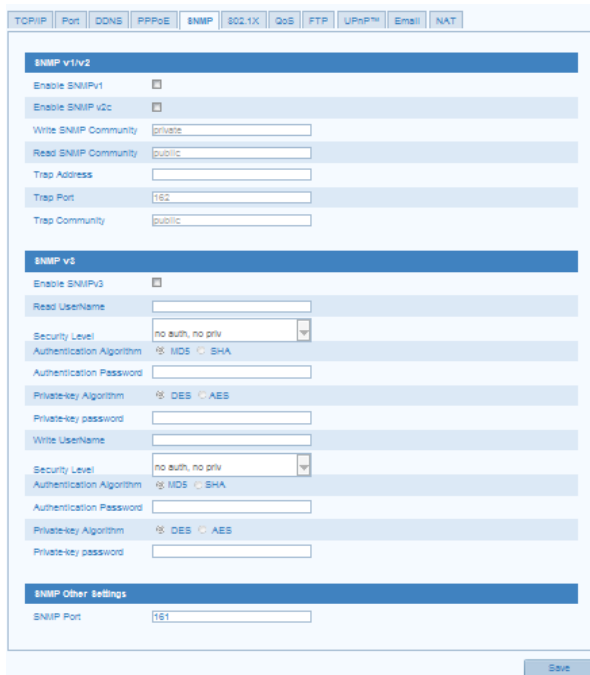 TCP/IP Port DDNS PPPoE SNMP 802.1X QoS FTP UPnP™ Email NAT
SNMP v1/v2
Enable SNMPv1
Enable SNMP v2c
Write SNMP Community private
Read SNMP Community public
Trap Address
Trap Port 162
Trap Community public
SNMP v3
Enable SNMPv3
Read UserName
Security Level no auth, no priv
Authentication Algorithm MD5 SHA
Authentication Password
Private-key Algorithm DES AES
Private-key password
Write UserName
Security Level no auth, no priv
Authentication Algorithm MD5 SHA
Authentication Password
Private-key Algorithm DES AES
Private-key password
SNMP Other Settings
SNMP Port 161
Save